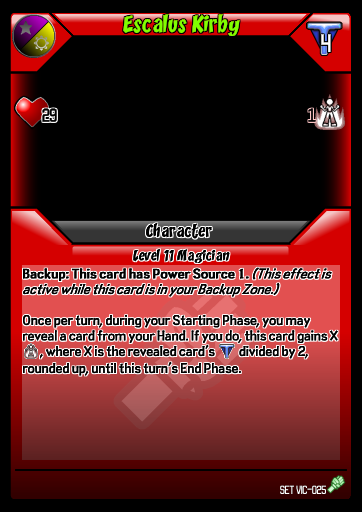 Escalus Kirby
4
29
1
Character
Level 11 Magician
Backup: This card has Power Source 1. (This effect is
active while this card is in your Backup Zone.)
Once per turn, during your Starting Phase, you may
reveal a card from your Hand. If you do, this card gains X
, where X is the revealed card's divided by 2,
rounded up, until this turn's End Phase.
SET VIC-025